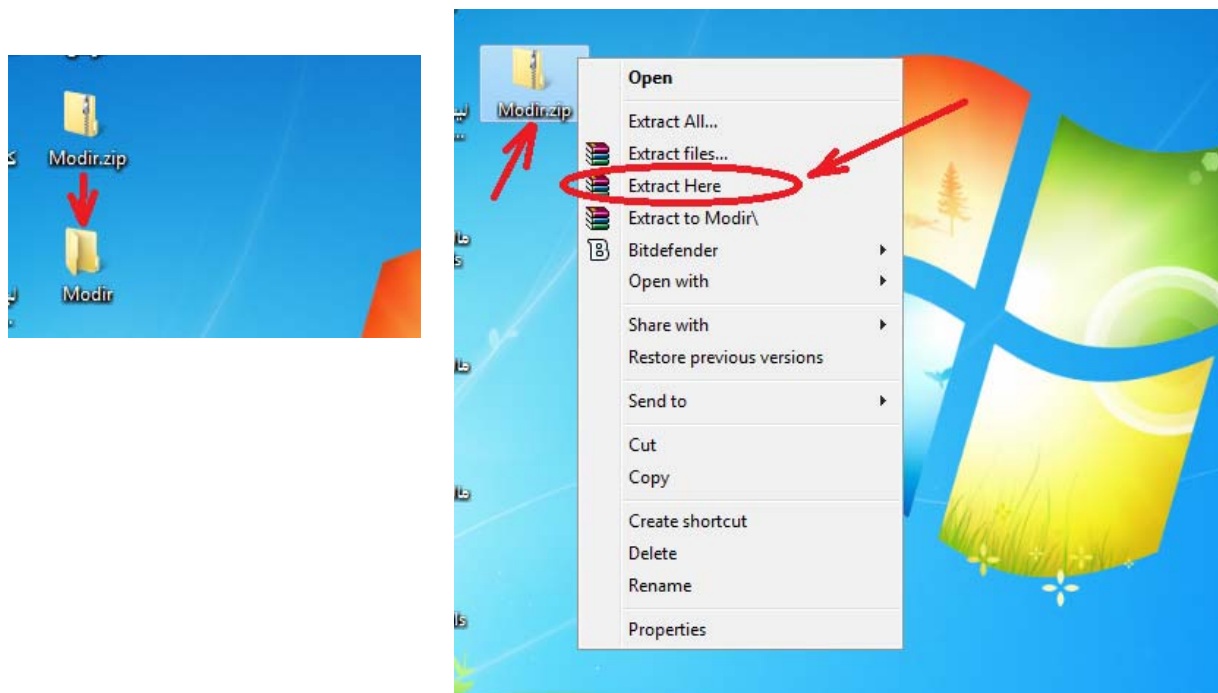 Modir.zip
Modir
Modir.zip
Open
Extract All...
Extract files...
Extract Here
Extract to Modir\
Bitdefender
Open with
Share with
Restore previous versions
Send to
Cut
Copy
Create shortcut
Delete
Rename
Properties